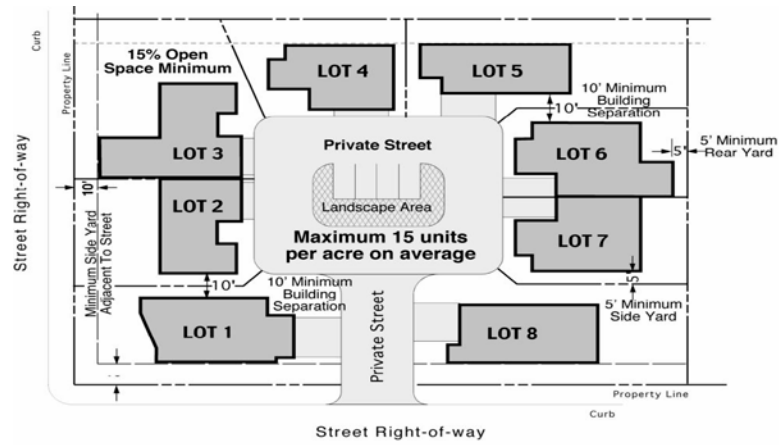 Curb
Property Line
15% Open
Space Minimum
LOT 4
LOT 5
10' Minimum
Building
Separation
10'
LOT 3
Private Street
LOT 6
5'
5' Minimum
Rear Yard
Street Right-of-way
10'
Minimum Side Yard
Adjacent To Street
LOT 2
Landscape Area
Maximum 15 units
per acre on average
LOT 7
10'
10' Minimum
Building
Separation
5'
5' Minimum
Side Yard
LOT 1
Private Street
LOT 8
Property Line
Curb
Street Right-of-way